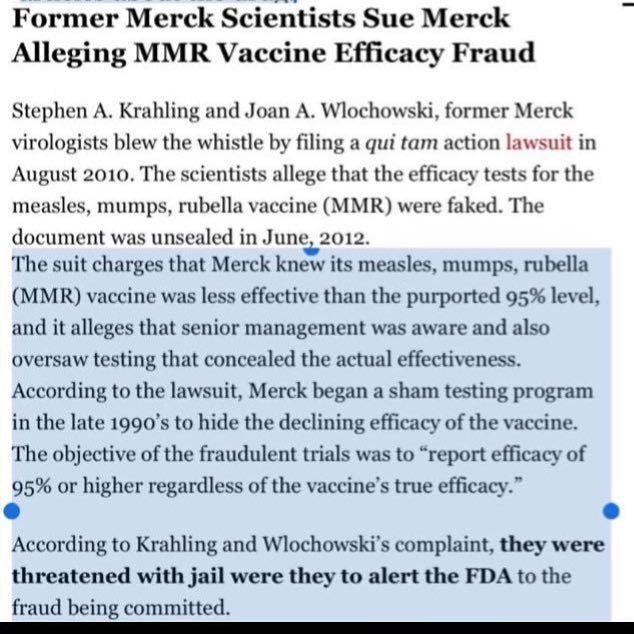 Former Merck Scientists Sue Merck
Alleging MMR Vaccine Efficacy Fraud
Stephen A. Krahling and Joan A. Wlochowski, former Merck
virologists blew the whistle by filing a qui tam action lawsuit in
August 2010. The scientists allege that the efficacy tests for the
measles, mumps, rubella vaccine (MMR) were faked. The
document was unsealed in June, 2012.
The suit charges that Merck knew its measles, mumps, rubella
(MMR) vaccine was less effective than the purported 95% level,
and it alleges that senior management was aware and also
oversaw testing that concealed the actual effectiveness.
According to the lawsuit, Merck began a sham testing program
in the late 1990’s to hide the declining efficacy of the vaccine.
The objective of the fraudulent trials was to “report efficacy of
95% or higher regardless of the vaccine’s true efficacy.”
According to Krahling and Wlochowski’s complaint, they were
threatened with jail were they to alert the FDA to the
fraud being committed.